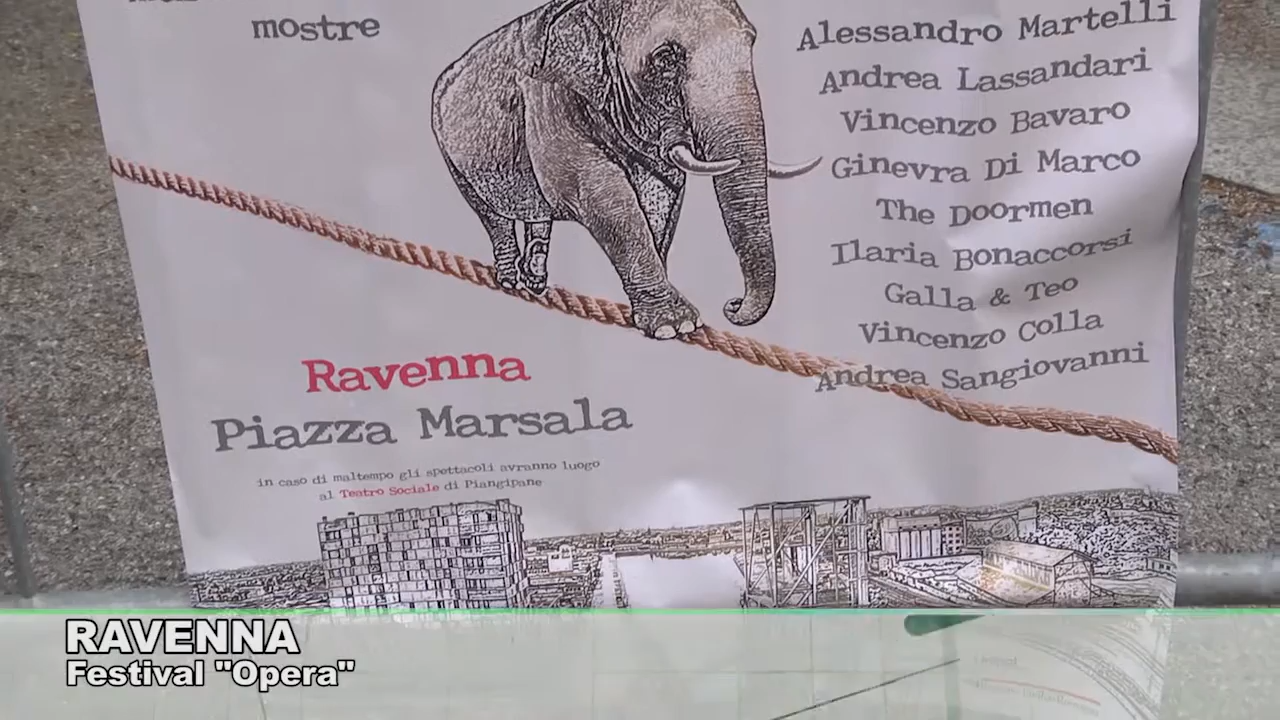 mostre
Alessandro Martelli
Andrea Lassandari
Vincenzo Bavaro
Ginevra Di Marco
The Doormen
Ilaria Bonaccorsi
Galla & Teo
Vincenzo Colla
Andrea Sangiovanni
Ravenna
Piazza Marsala
in caso di maltempo gli spettacoli avranno luogo
al Teatro Sociale di Piangipane
RAVENNA
Festival "Opera"